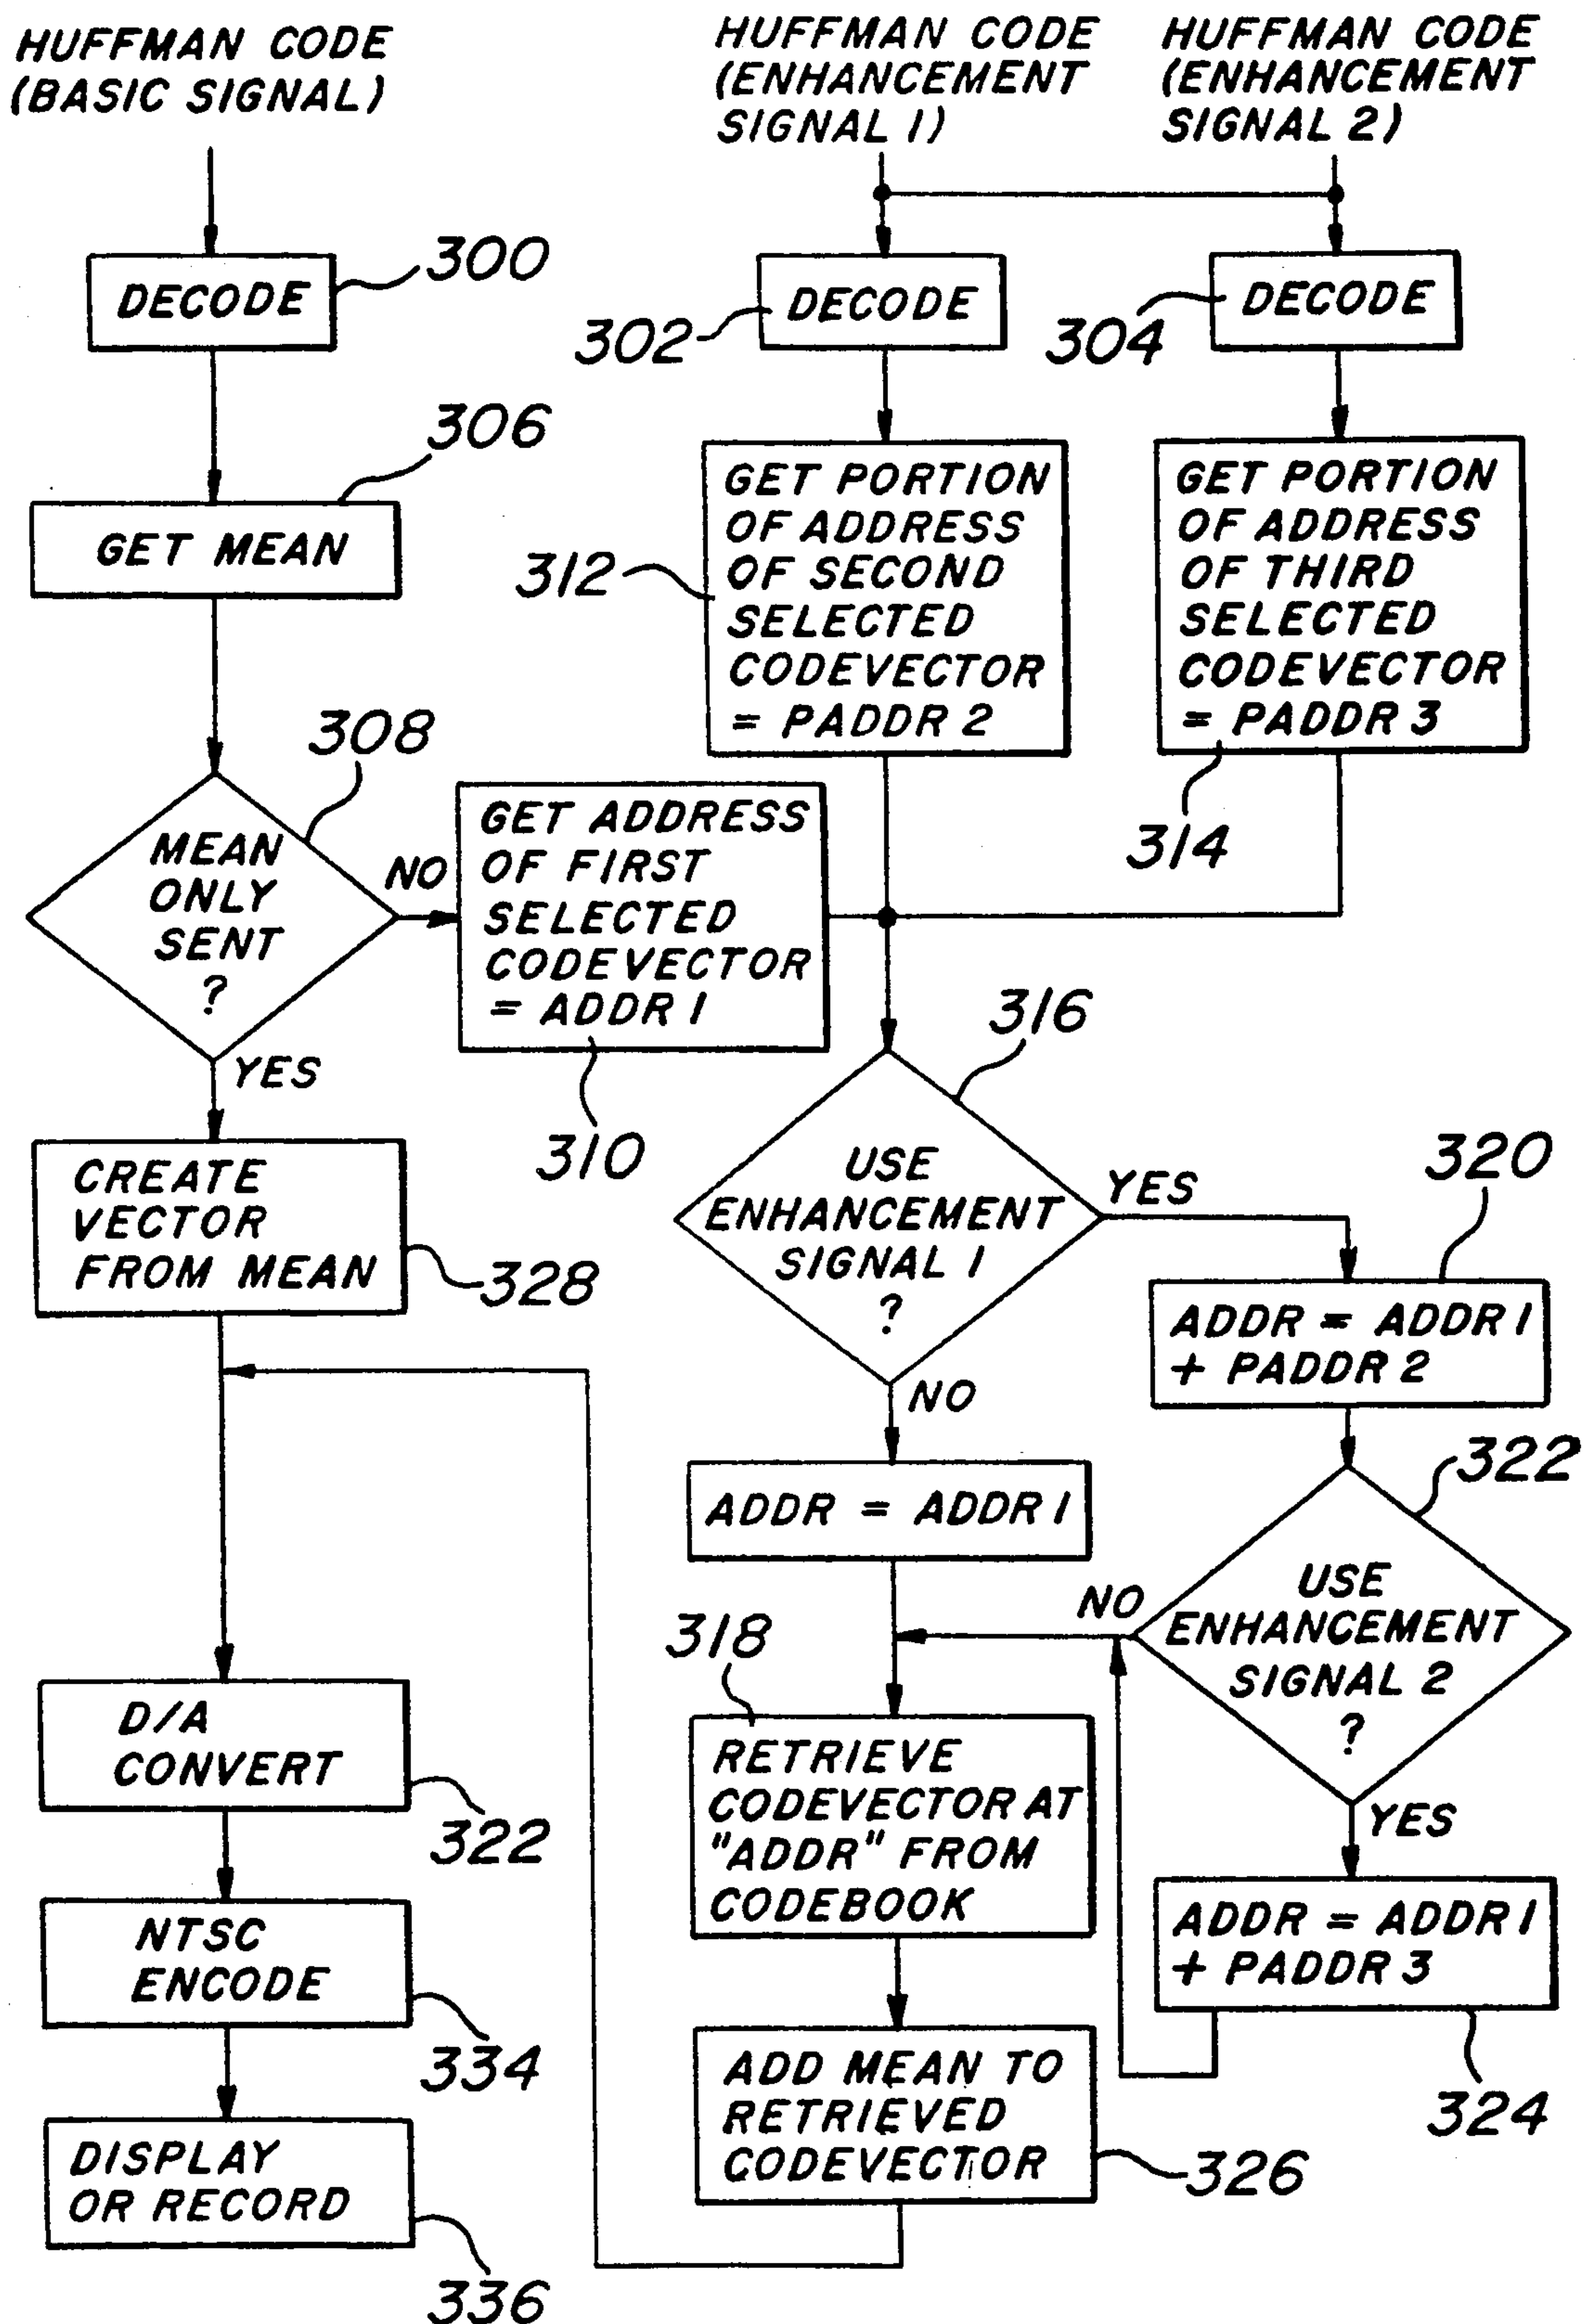 HUFFMAN CODE
(BASIC SIGNAL)
HUFFMAN CODE
(ENHANCEMENT
SIGNAL 1)
HUFFMAN CODE
(ENHANCEMENT
SIGNAL 2)
DECODE
300
302
DECODE
304
DECODE
306
GET MEAN
312
GET PORTION
OF ADDRESS
OF SECOND
SELECTED
CODEVECTOR
= PADDR 2
GET PORTION
OF ADDRESS
OF THIRD
SELECTED
CODEVECTOR
= PADDR 3
314
308
MEAN
ONLY
SENT
?
NO
YES
GET ADDRESS
OF FIRST
SELECTED
CODEVECTOR
= ADDR 1
310
316
USE
ENHANCEMENT
SIGNAL 1
?
YES
NO
320
ADDR = ADDR 1
+ PADDR 2
CREATE
VECTOR
FROM MEAN
328
ADDR = ADDR 1
322
USE
ENHANCEMENT
SIGNAL 2
?
NO
YES
318
RETRIEVE
CODEVECTOR AT
"ADDR" FROM
CODEBOOK
ADDR = ADDR 1
+ PADDR 3
324
ADD MEAN TO
RETRIEVED
CODEVECTOR
326
D/A
CONVERT
322
NTSC
ENCODE
334
DISPLAY
OR RECORD
336